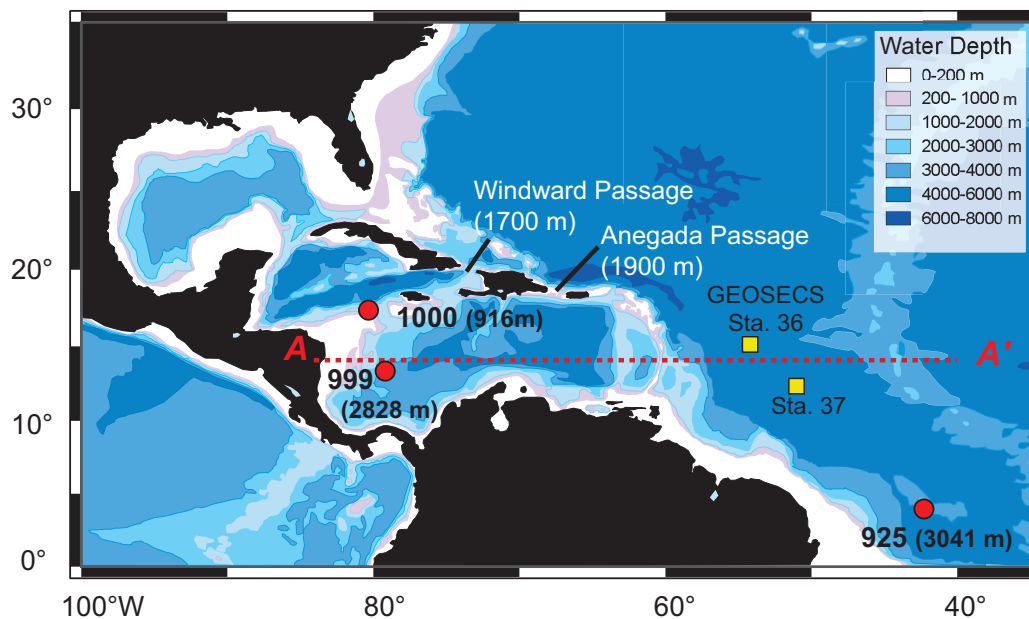 Water Depth
0-200 m
200- 1000 m
1000-2000 m
2000-3000 m
3000-4000 m
4000-6000 m
6000-8000 m
30°
Windward Passage
(1700 m)
Anegada Passage
(1900 m)
20°
GEOSECS
Sta. 36
1000 (916m)
A
A'
999
(2828 m)
Sta. 37
10°
925 (3041 m)
0°
100°W
80°
60°
40°